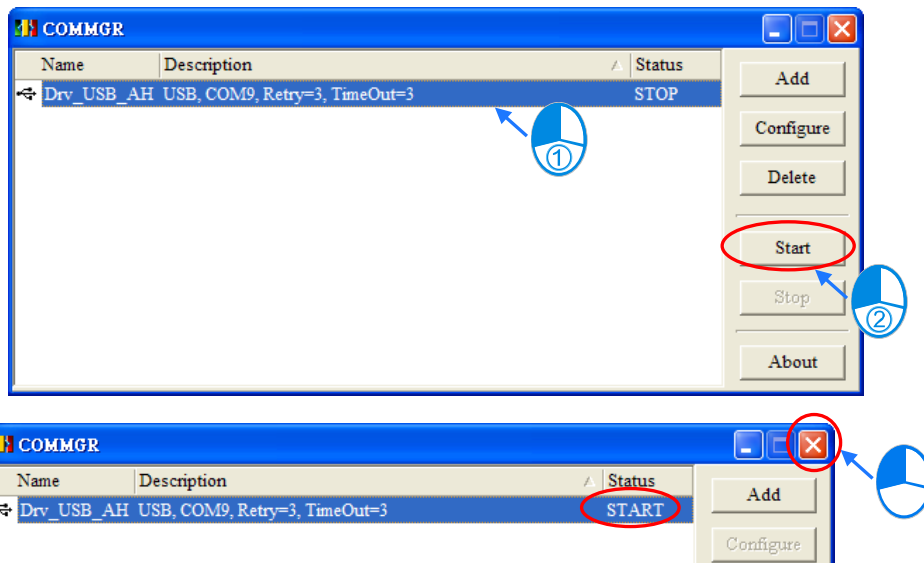 COMMGR
Name Description Status
Drv_USB_AH USB, COM9, Retry=3, TimeOut=3 STOP
Add
Configure
Delete
Start
Stop
About
①
②
COMMGR
Name Description Status
Drv_USB_AH USB, COM9, Retry=3, TimeOut=3 START
Add
Configure